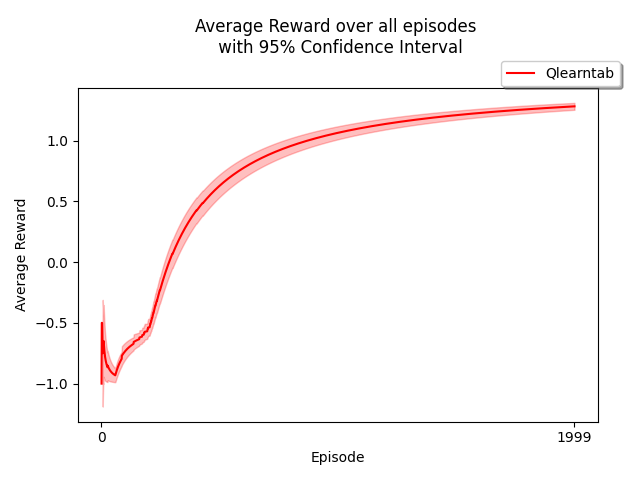 Average Reward over all episodes
with 95% Confidence Interval
Qlearntab
1.0
0.5
0.0
−0.5
−1.0
Average Reward
0
1999
Episode